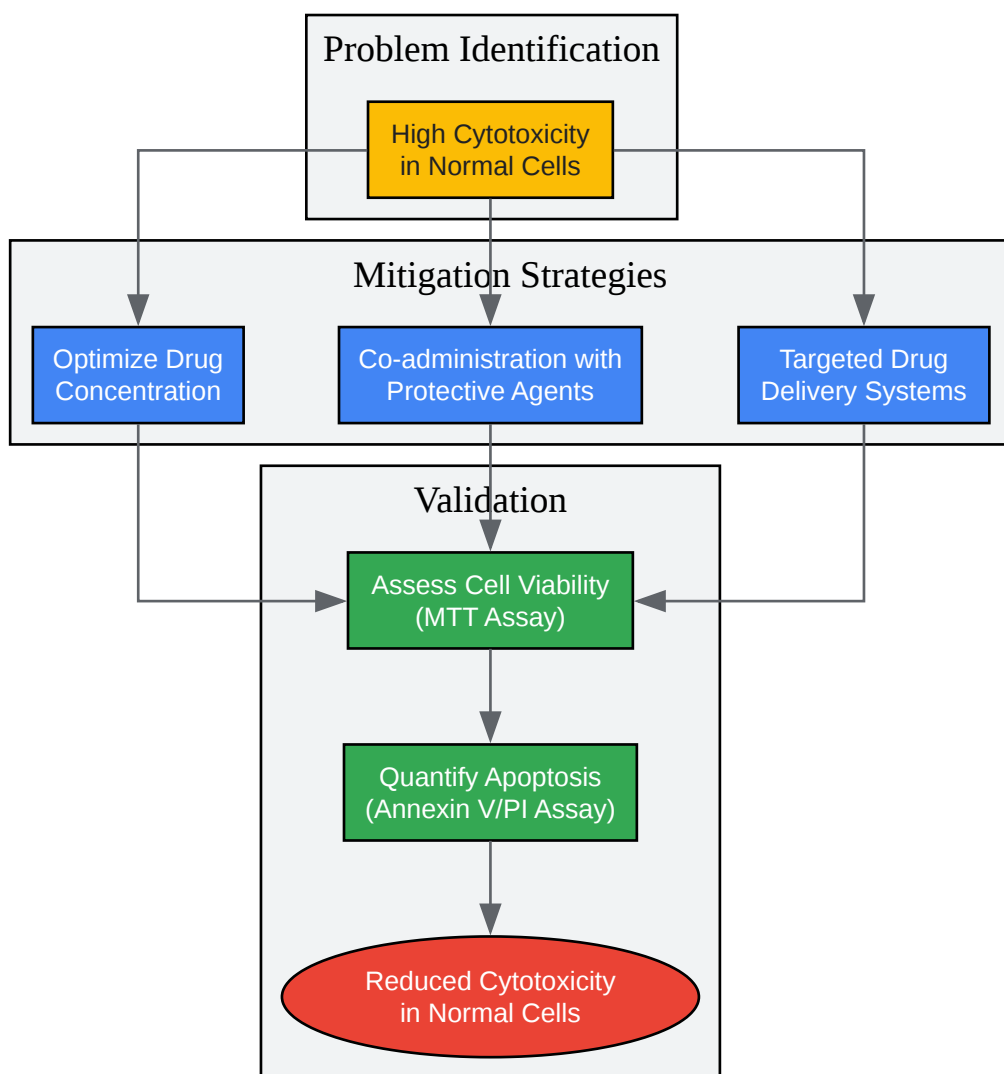 Problem Identification
High Cytotoxicity
in Normal Cells
Mitigation Strategies
Optimize Drug
Concentration
Co-administration with
Protective Agents
Targeted Drug
Delivery Systems
Validation
Assess Cell Viability
(MTT Assay)
Quantify Apoptosis
(Annexin V/PI Assay)
Reduced Cytotoxicity
in Normal Cells